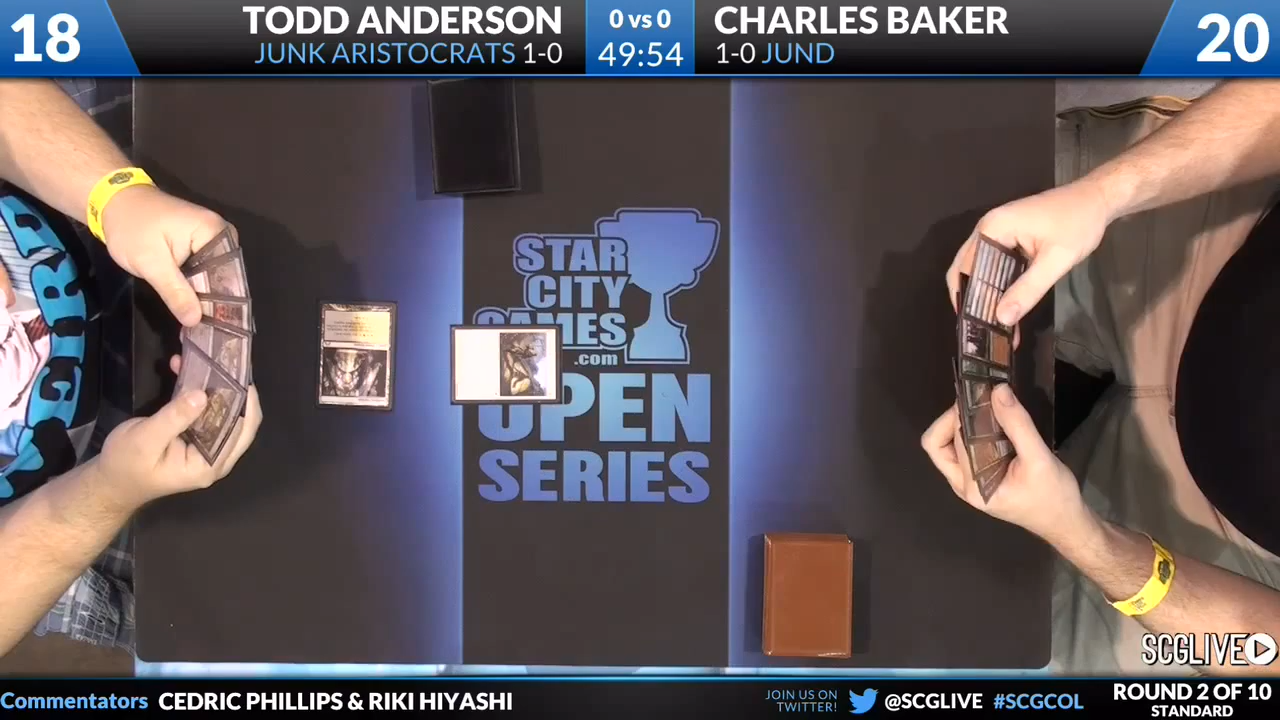 18
TODD ANDERSON
JUNK ARISTOCRATS 1-0
0 vs 0
49:54
CHARLES BAKER
1-0 JUND
20
STAR
CITY
GAMES
.com
OPEN
SERIES
SCGLIVE
Commentators CEDRIC PHILLIPS & RIKI HIYASHI
JOIN US ON
TWITTER!
@SCGLIVE #SCGCOL
ROUND 2 OF 10
STANDARD